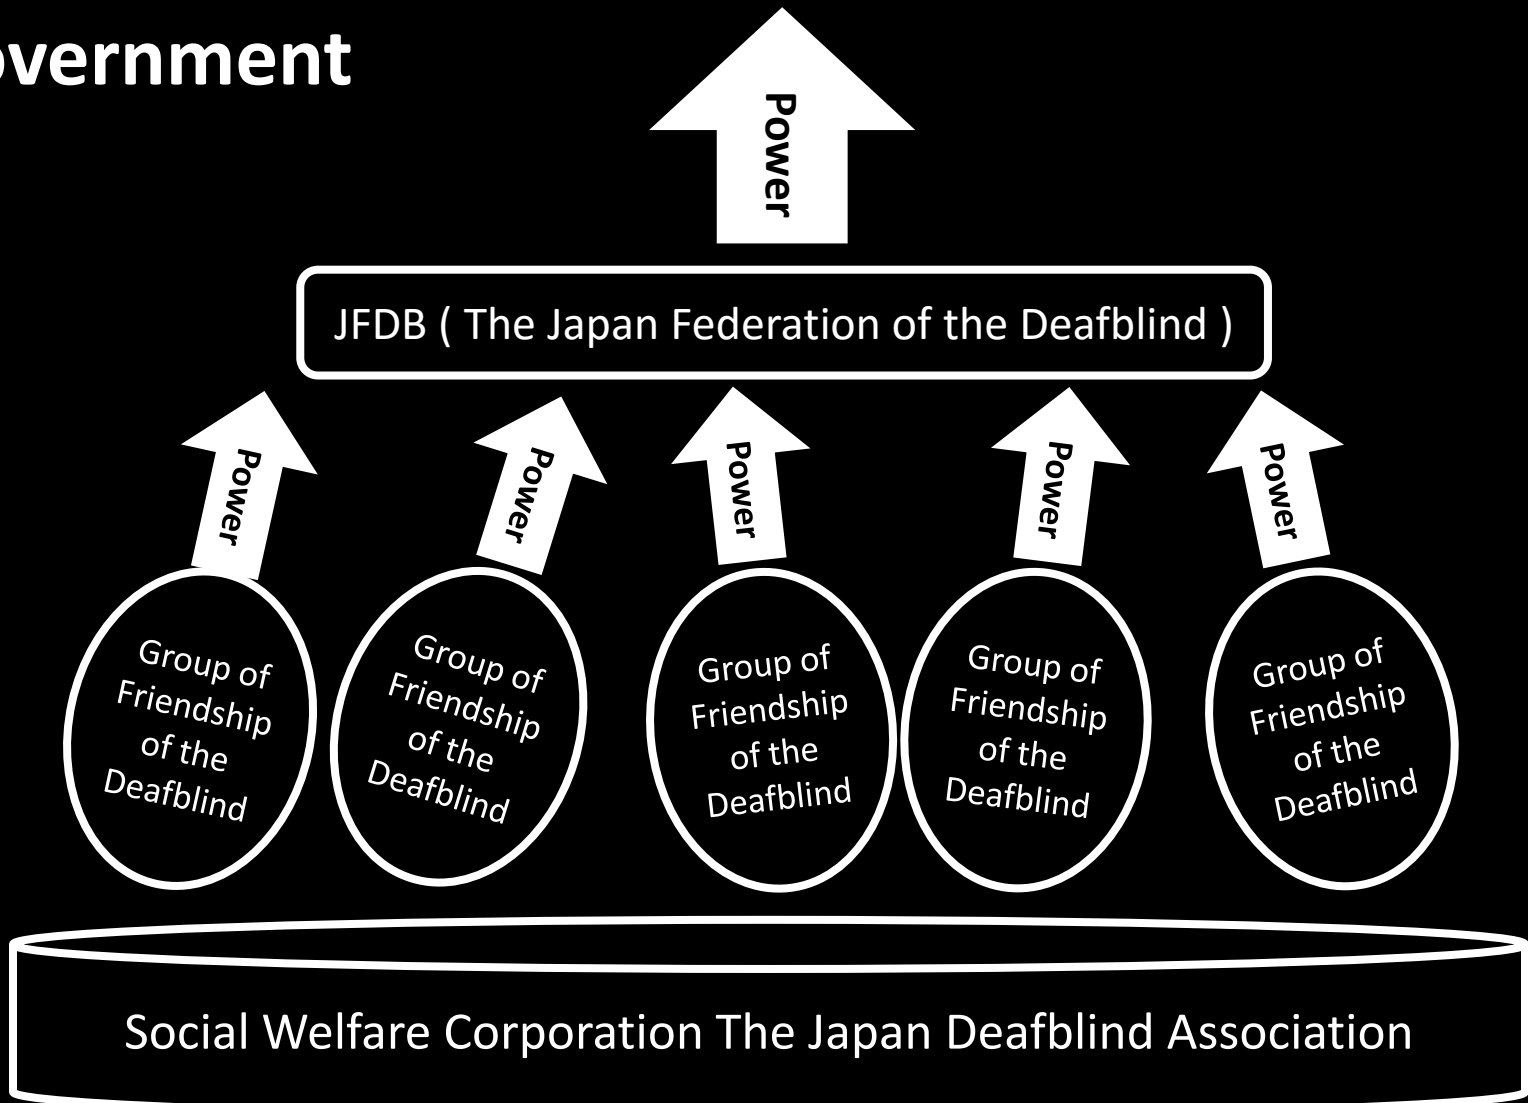 overnment
Power
JFDB ( The Japan Federation of the Deafblind )
Power
Power
Power
Power
Power
Group of
Friendship
of the
Deafblind
Group of
Friendship
of the
Deafblind
Group of
Friendship
of the
Deafblind
Group of
Friendship
of the
Deafblind
Group of
Friendship
of the
Deafblind
Social Welfare Corporation The Japan Deafblind Association